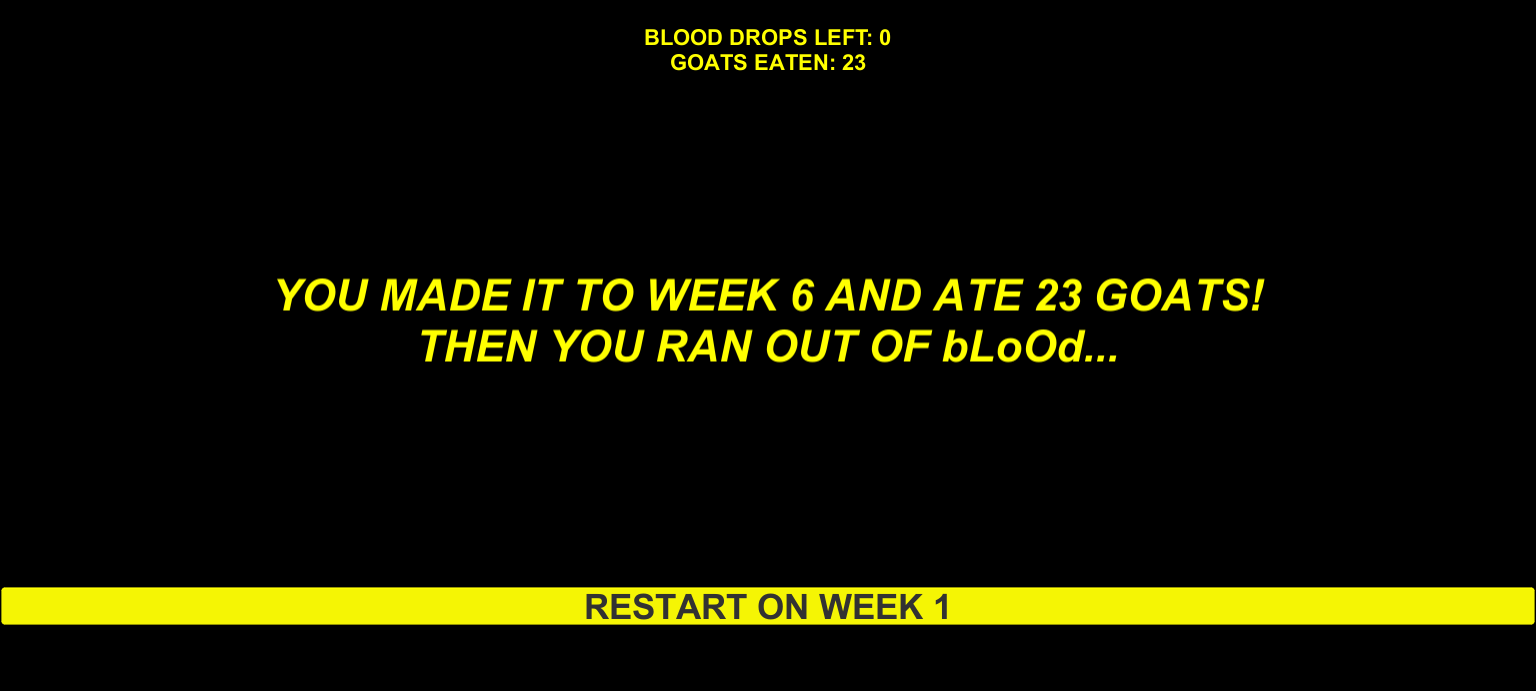 BLOOD DROPS LEFT: 0
GOATS EATEN: 23
YOU MADE IT TO WEEK 6 AND ATE 23 GOATS!
THEN YOU RAN OUT OF bLoOd...
RESTART ON WEEK 1